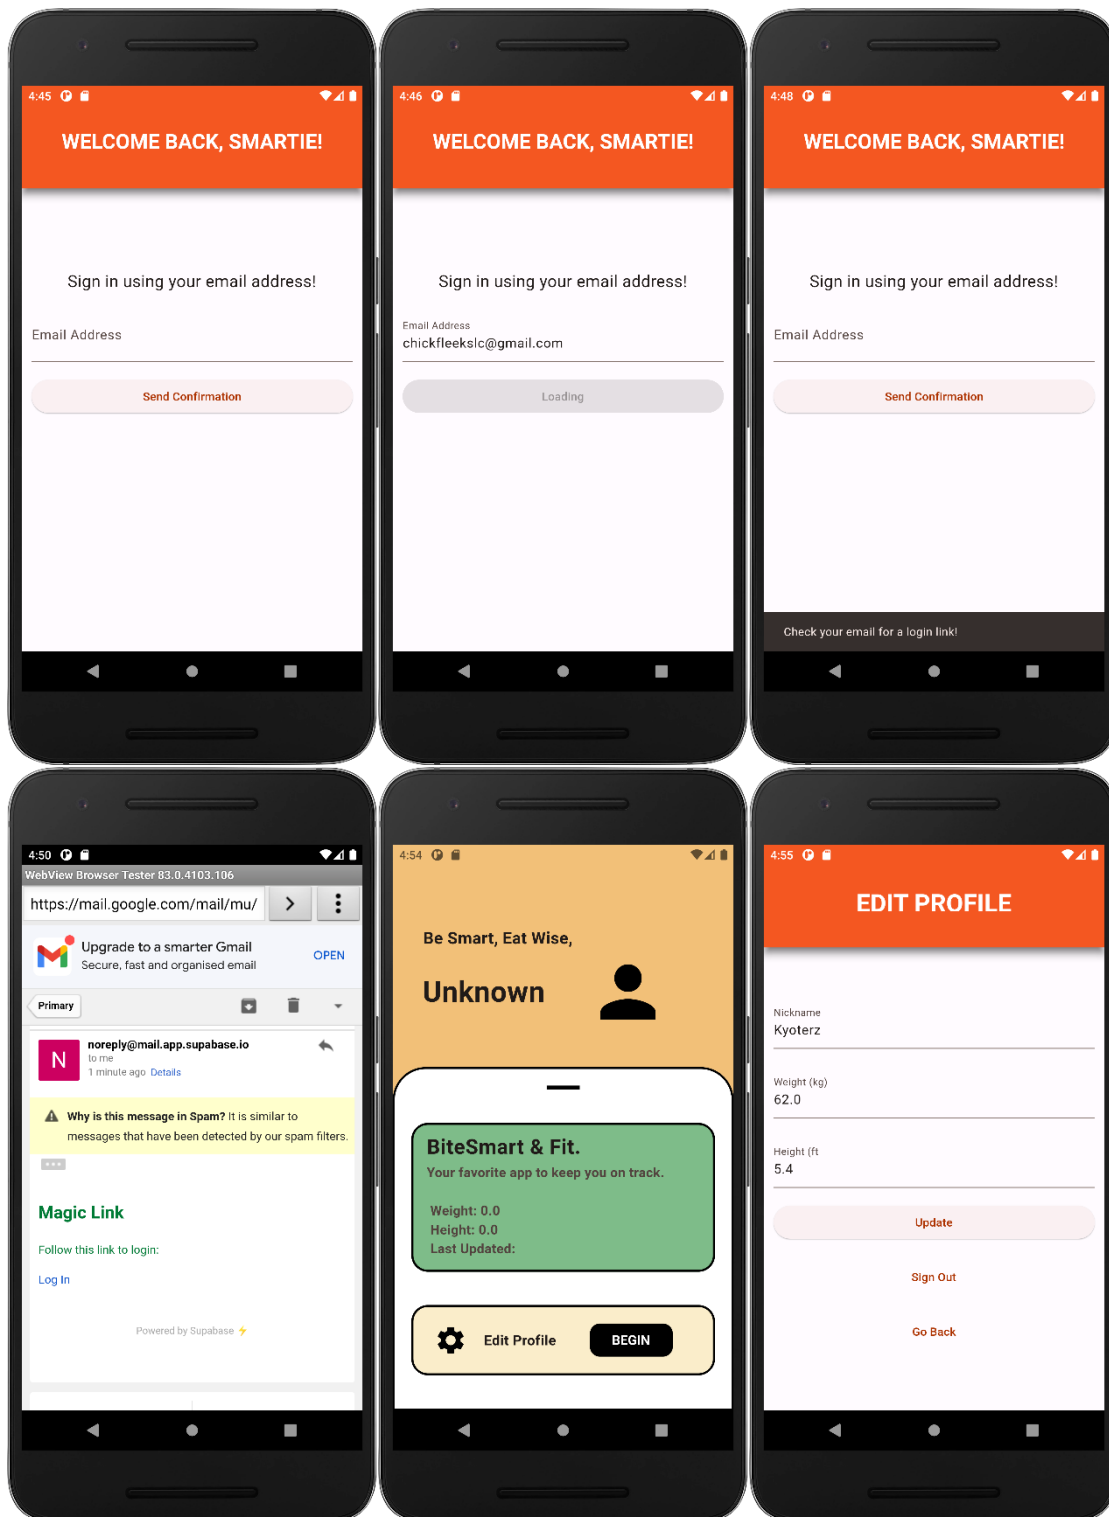 4:45
WELCOME BACK, SMARTIE!
Sign in using your email address!
Email Address
Send Confirmation
4:46
WELCOME BACK, SMARTIE!
Sign in using your email address!
Email Address
chickfleekslc@gmail.com
Loading
4:48
WELCOME BACK, SMARTIE!
Sign in using your email address!
Email Address
Send Confirmation
Check your email for a login link!
4:50
WebView Browser Tester 83.0.4103.106
https://mail.google.com/mail/mu/
Upgrade to a smarter Gmail
Secure, fast and organised email
OPEN
Primary
N
noreply@mail.app.supabase.io
to me
1 minute ago Details
Why is this message in Spam? It is similar to
messages that have been detected by our spam filters.
Magic Link
Follow this link to login:
Log In
Powered by Supabase ⚡
4:54
Be Smart, Eat Wise,
Unknown
BiteSmart & Fit.
Your favorite app to keep you on track.
Weight: 0.0
Height: 0.0
Last Updated:
Edit Profile
BEGIN
4:55
EDIT PROFILE
Nickname
Kyoterz
Weight (kg)
62.0
Height (ft
5.4
Update
Sign Out
Go Back